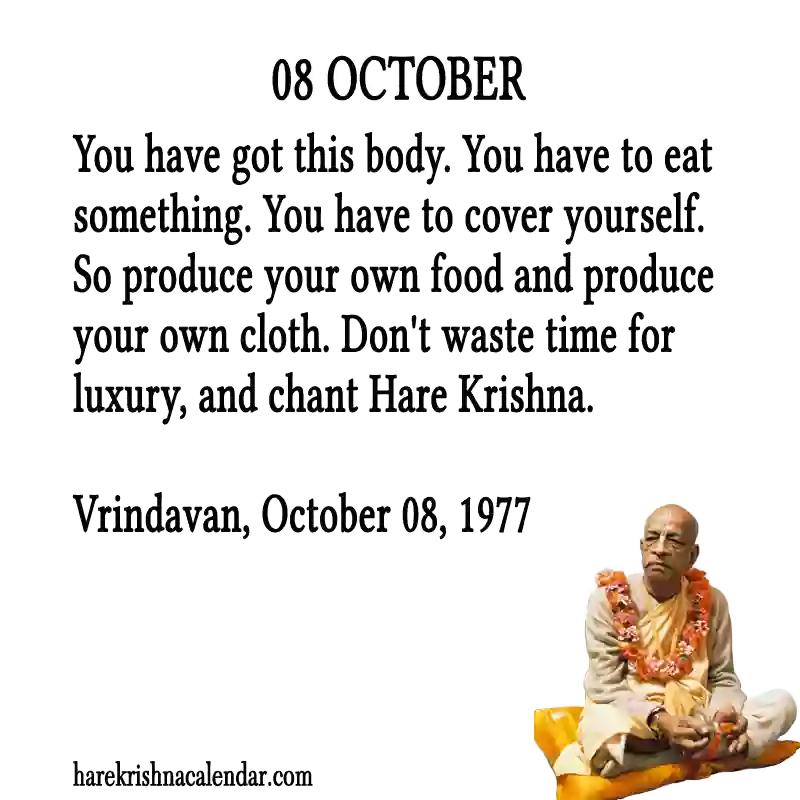 08 OCTOBER
You have got this body. You have to eat
something. You have to cover yourself.
So produce your own food and produce
your own cloth. Don't waste time for
luxury, and chant Hare Krishna.
Vrindavan, October 08, 1977
harekrishnacalendar.com